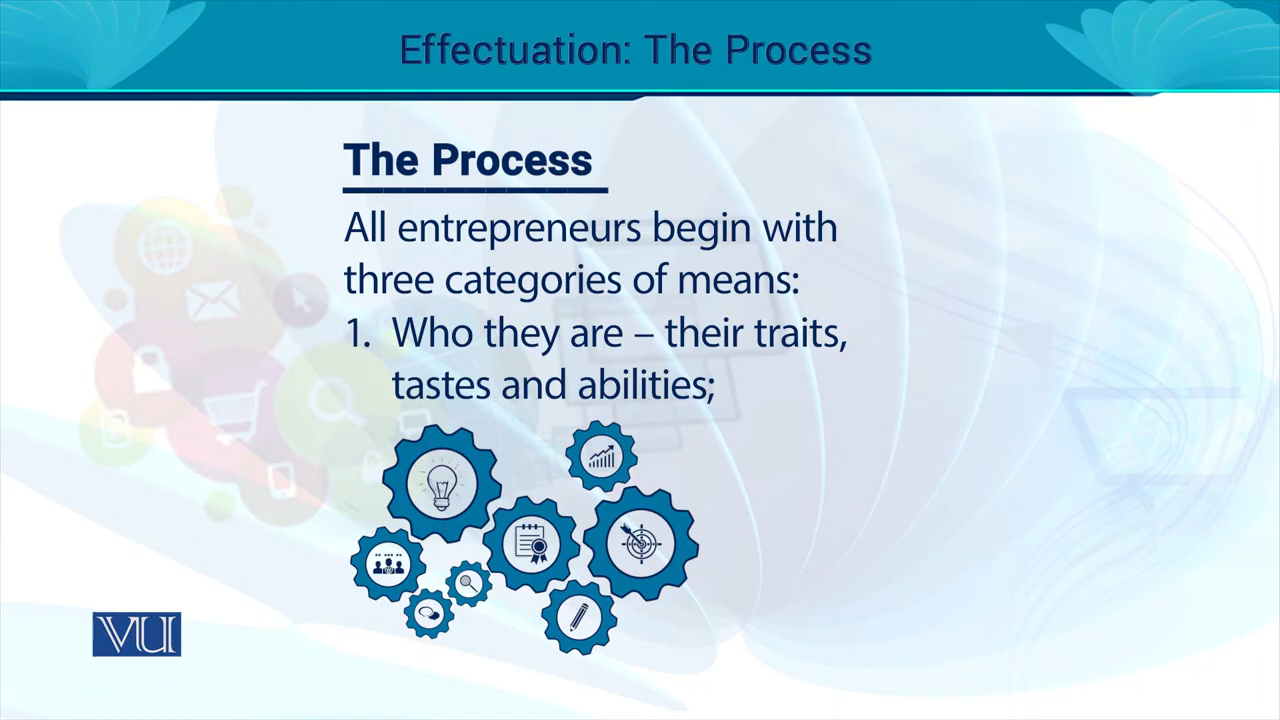 Effectuation: The Process
The Process
All entrepreneurs begin with
three categories of means:
1. Who they are – their traits,
tastes and abilities;
VU